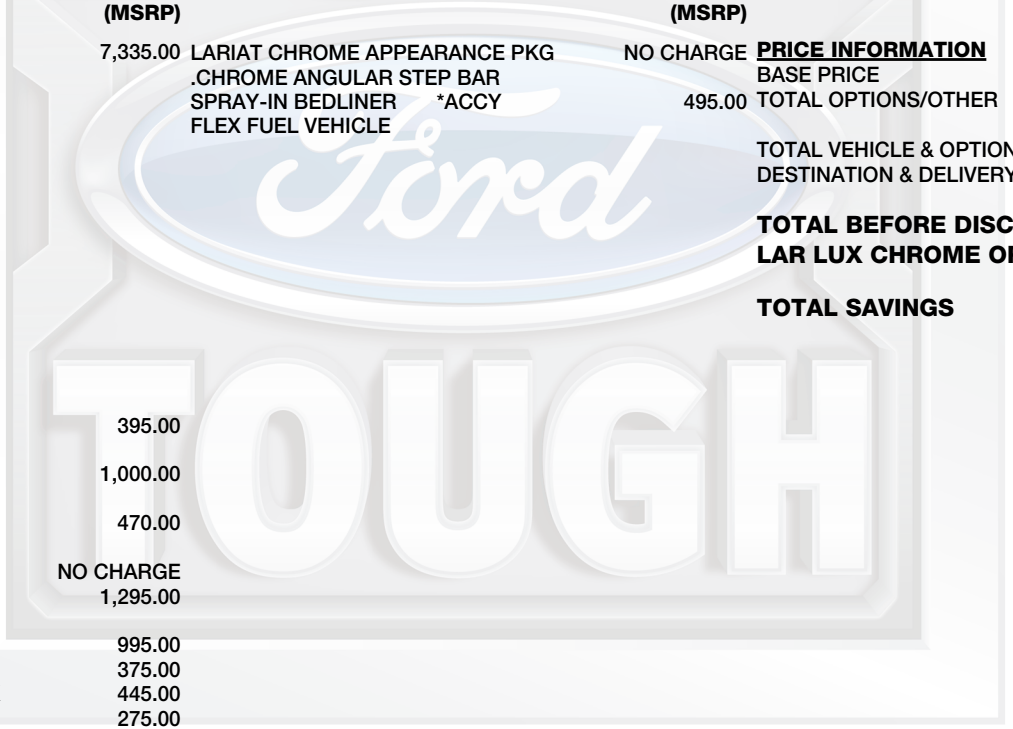 (MSRP)
7,335.00
395.00
1,000.00
470.00
NO CHARGE
1,295.00
995.00
375.00
445.00
275.00
(MSRP)
LARIAT CHROME APPEARANCE PKG NO CHARGE
.CHROME ANGULAR STEP BAR
SPRAY-IN BEDLINER *ACCY 495.00
FLEX FUEL VEHICLE
PRICE INFORMATION
BASE PRICE
TOTAL OPTIONS/OTHER
TOTAL VEHICLE & OPTION
DESTINATION & DELIVERY
TOTAL BEFORE DISC
LAR LUX CHROME
TOTAL SAVINGS
Ford
TOUGH